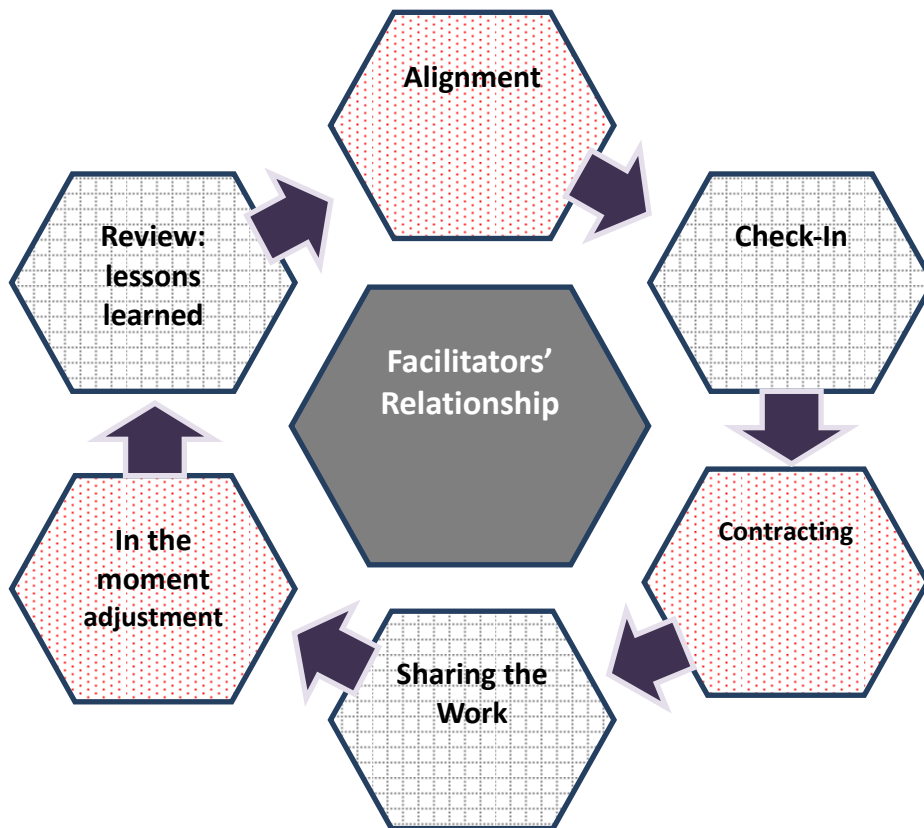 Alignment
Check-In
Contracting
Sharing the
Work
In the
moment
adjustment
Review:
lessons
learned
Facilitators’
Relationship